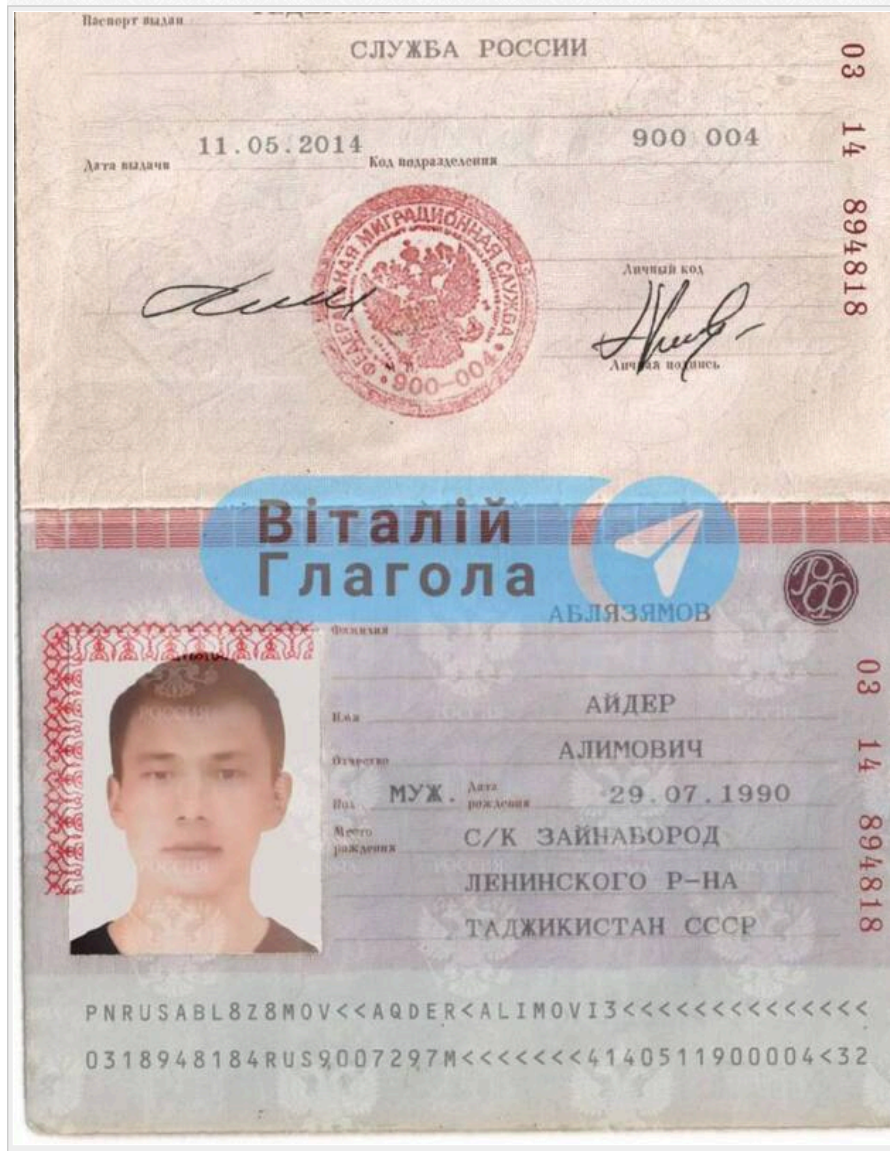 Паспорт выдан
СЛУЖБА РОССИИ
Дата выдачи 11.05.2014 Код подразделения 900 004
03 14 894818
ФЕДЕРАЛЬНАЯ МИГРАЦИОННАЯ СЛУЖБА
900-004
Личный код
Личная подпись
Віталій
Глагола
РФ
Фамилия АБЛЯЗЯМОВ
Имя АЙДЕР
Отчество АЛИМОВИЧ
Пол МУЖ. Дата рождения 29.07.1990
Место рождения С/К ЗАЙНАБОРОД
ЛЕНИНСКОГО Р-НА
ТАДЖИКИСТАН СССР
03 14 894818
PNRUSABL8Z8MOV<<AQDER<ALIMOVI3<<<<<<<<<<<<<<
0318948184RUS9007297M<<<<<<<4140511900004<32